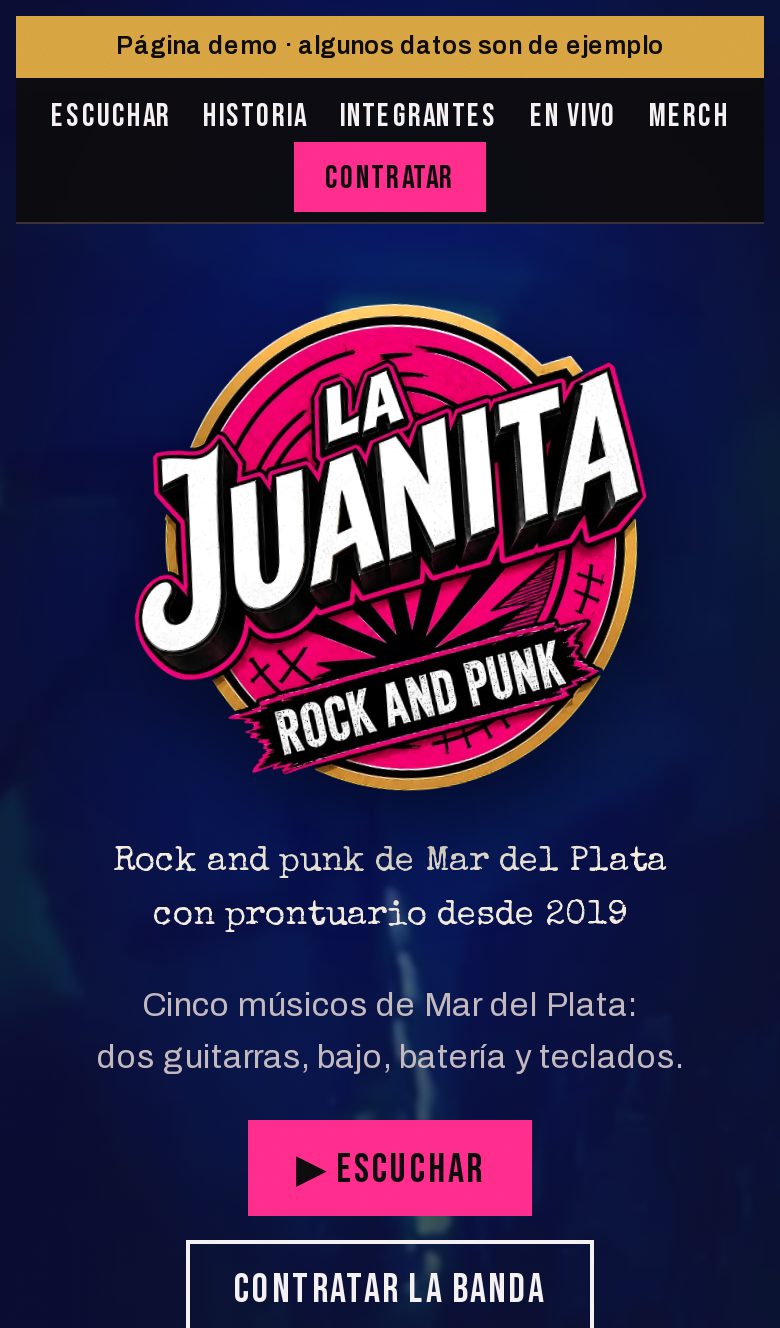 Página demo · algunos datos son de ejemplo
ESCUCHAR HISTORIA INTEGRANTES EN VIVO MERCH
CONTRATAR
LA
JUANITA
ROCK AND PUNK
Rock and punk de Mar del Plata
con prontuario desde 2019
Cinco músicos de Mar del Plata:
dos guitarras, bajo, batería y teclados.
▶ ESCUCHAR
CONTRATAR LA BANDA